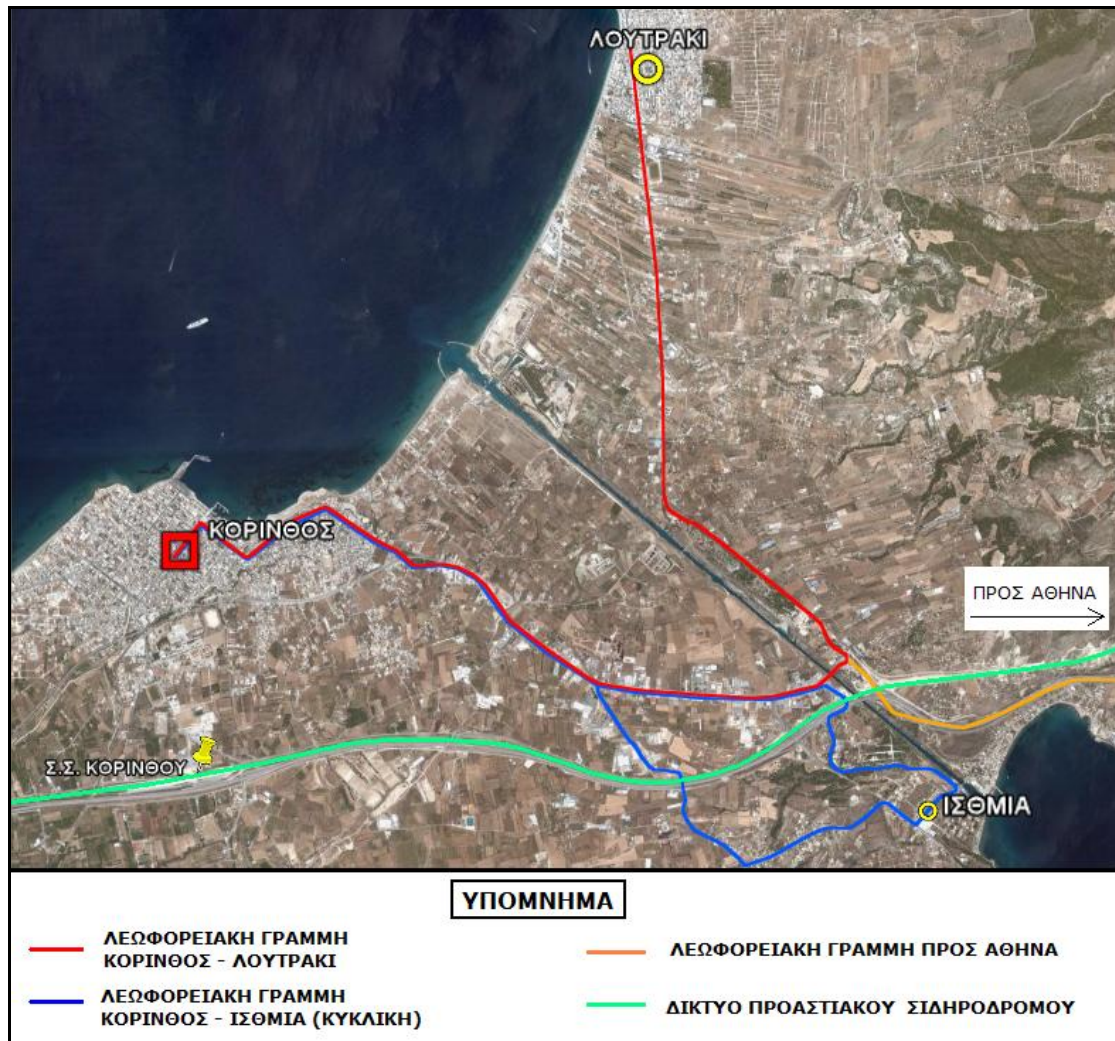 ΛΟΥΤΡΑΚΙ
ΚΟΡΙΝΘΟΣ
ΠΡΟΣ ΑΘΗΝΑ
Σ.Σ. ΚΟΡΙΝΘΟΥ
ΙΣΘΜΙΑ
ΥΠΟΜΝΗΜΑ
ΛΕΩΦΟΡΕΙΑΚΗ ΓΡΑΜΜΗ
ΚΟΡΙΝΘΟΣ - ΛΟΥΤΡΑΚΙ
ΛΕΩΦΟΡΕΙΑΚΗ ΓΡΑΜΜΗ
ΚΟΡΙΝΘΟΣ - ΙΣΘΜΙΑ (ΚΥΚΛΙΚΗ)
ΛΕΩΦΟΡΕΙΑΚΗ ΓΡΑΜΜΗ ΠΡΟΣ ΑΘΗΝΑ
ΔΙΚΤΥΟ ΠΡΟΑΣΤΙΑΚΟΥ ΣΙΔΗΡΟΔΡΟΜΟΥ